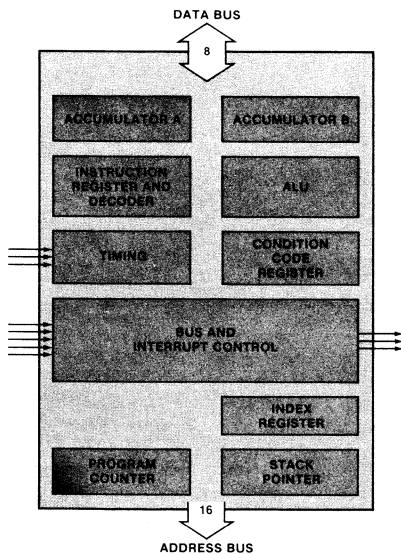 DATA BUS
8
ACCUMULATOR A
ACCUMULATOR B
INSTRUCTION
REGISTER AND
DECODER
ALU
TIMING
CONDITION
CODE
REGISTER
BUS AND
INTERRUPT CONTROL
INDEX
REGISTER
PROGRAM
COUNTER
STACK
POINTER
16
ADDRESS BUS